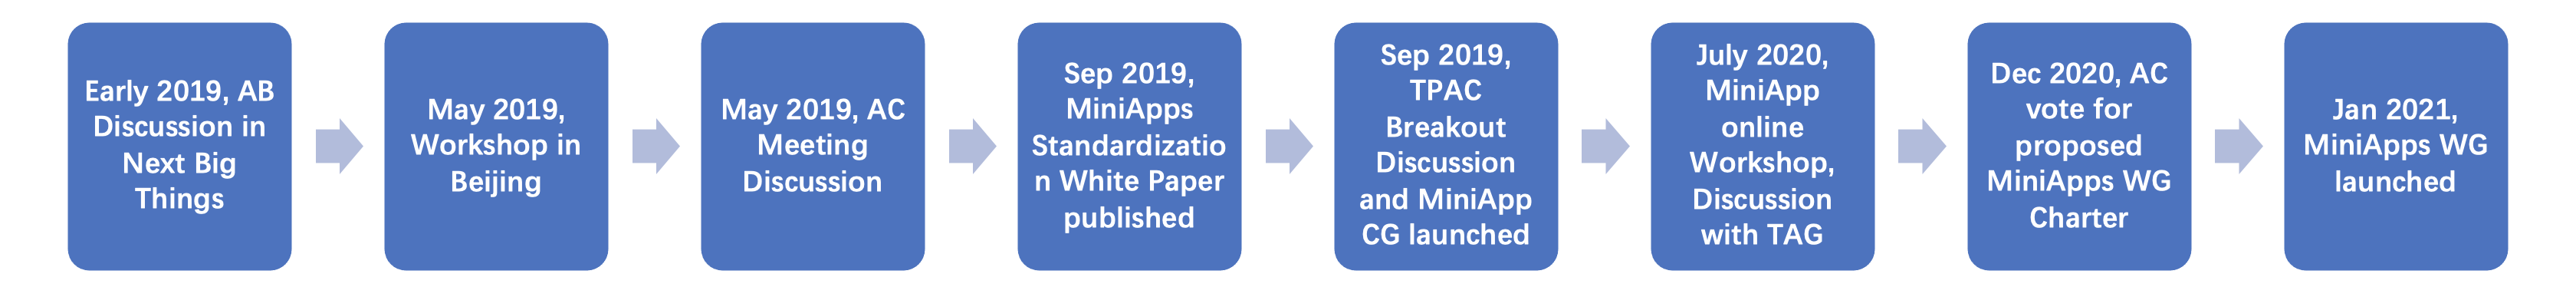 Early 2019, AB
Discussion in
Next Big
Things
May 2019,
Workshop in
Beijing
May 2019, AC
Meeting
Discussion
Sep 2019,
MiniApps
Standardizatio
n White Paper
published
Sep 2019,
TPAC
Breakout
Discussion
and MiniApp
CG launched
July 2020,
MiniApp
online
Workshop,
Discussion
with TAG
Dec 2020, AC
vote for
proposed
MiniApps WG
Charter
Jan 2021,
MiniApps WG
launched